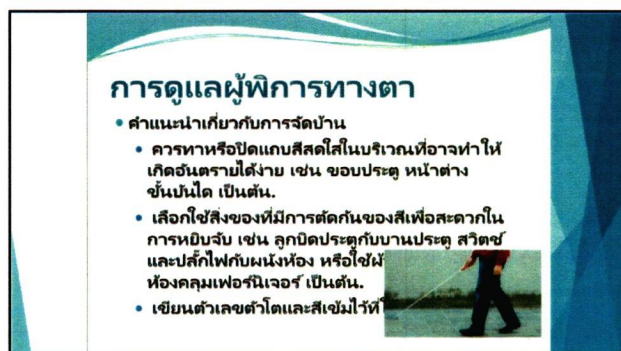 การดูแลผู้พิการทางตา
• คำแนะนำเกี่ยวกับการจัดบ้าน
• ควรทาหรือปิดแถบสีสดใสในบริเวณที่อาจทำให้
เกิดอันตรายได้ง่าย เช่น ขอบประตู หน้าต่าง
ขั้นบันได เป็นต้น.
• เลือกใช้สิ่งของที่มีการตัดกันของสีเพื่อสะดวกใน
การหยิบจับ เช่น ลูกบิดประตูกับบานประตู สวิตช์
และปลั๊กไฟกับผนังห้อง หรือใช้
ห้องคลุมเฟอร์นิเจอร์ เป็นต้น.
• เขียนตัวเลขตัวโตและสีเข้มไว้ที่